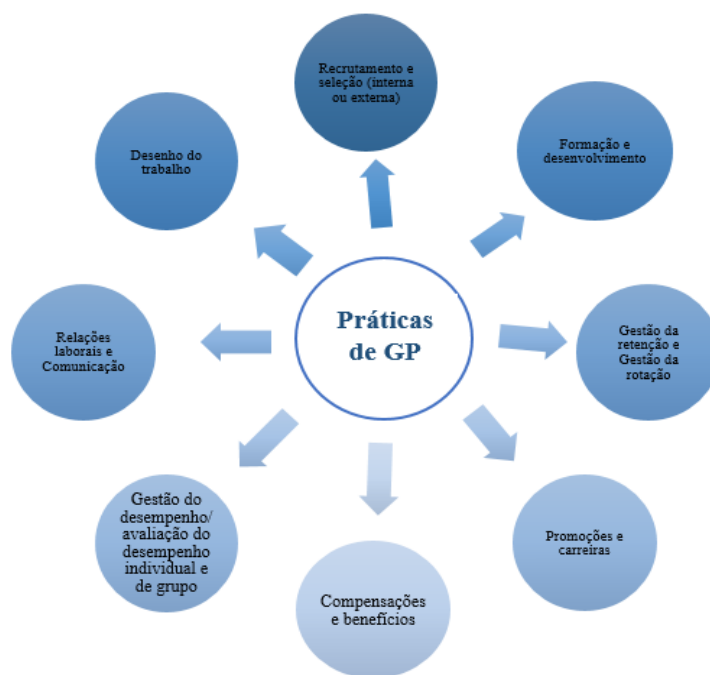 Recrutamento e
seleção (interna
ou externa)
Formação e
desenvolvimento
Gestão da
retenção e
Gestão da
rotação
Promoções e
carreiras
Compensações
e benefícios
Gestão do
desempenho/
avaliação do
desempenho
individual e
de grupo
Relações
laborais e
Comunicação
Desenho do
trabalho
Práticas
de GP